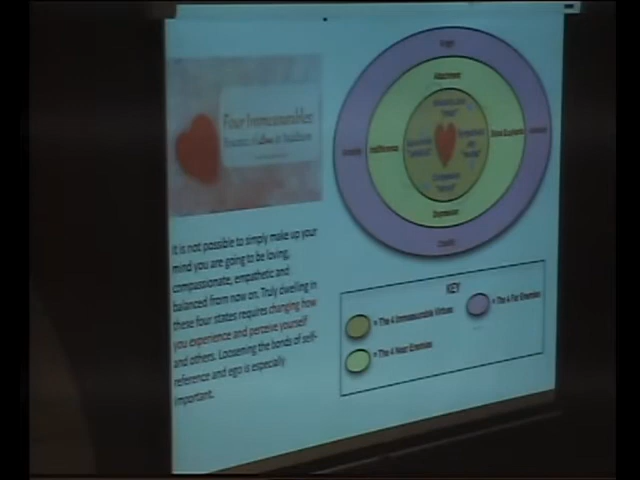 Four Immeasurables
It is not possible to simply make up your
mind you are going to be loving,
compassionate, empathetic and
balanced from now on. Truly dwelling in
these four states requires changing how
you experience and perceive yourself
and others. Loosening the bonds of self-
reference and ego is especially
important.
Anger
Attachment
Indifference
Depression
Cruelty
KEY
= The 4 Immeasurable Virtues
= The 4 Far Enemies
= The 4 Near Enemies